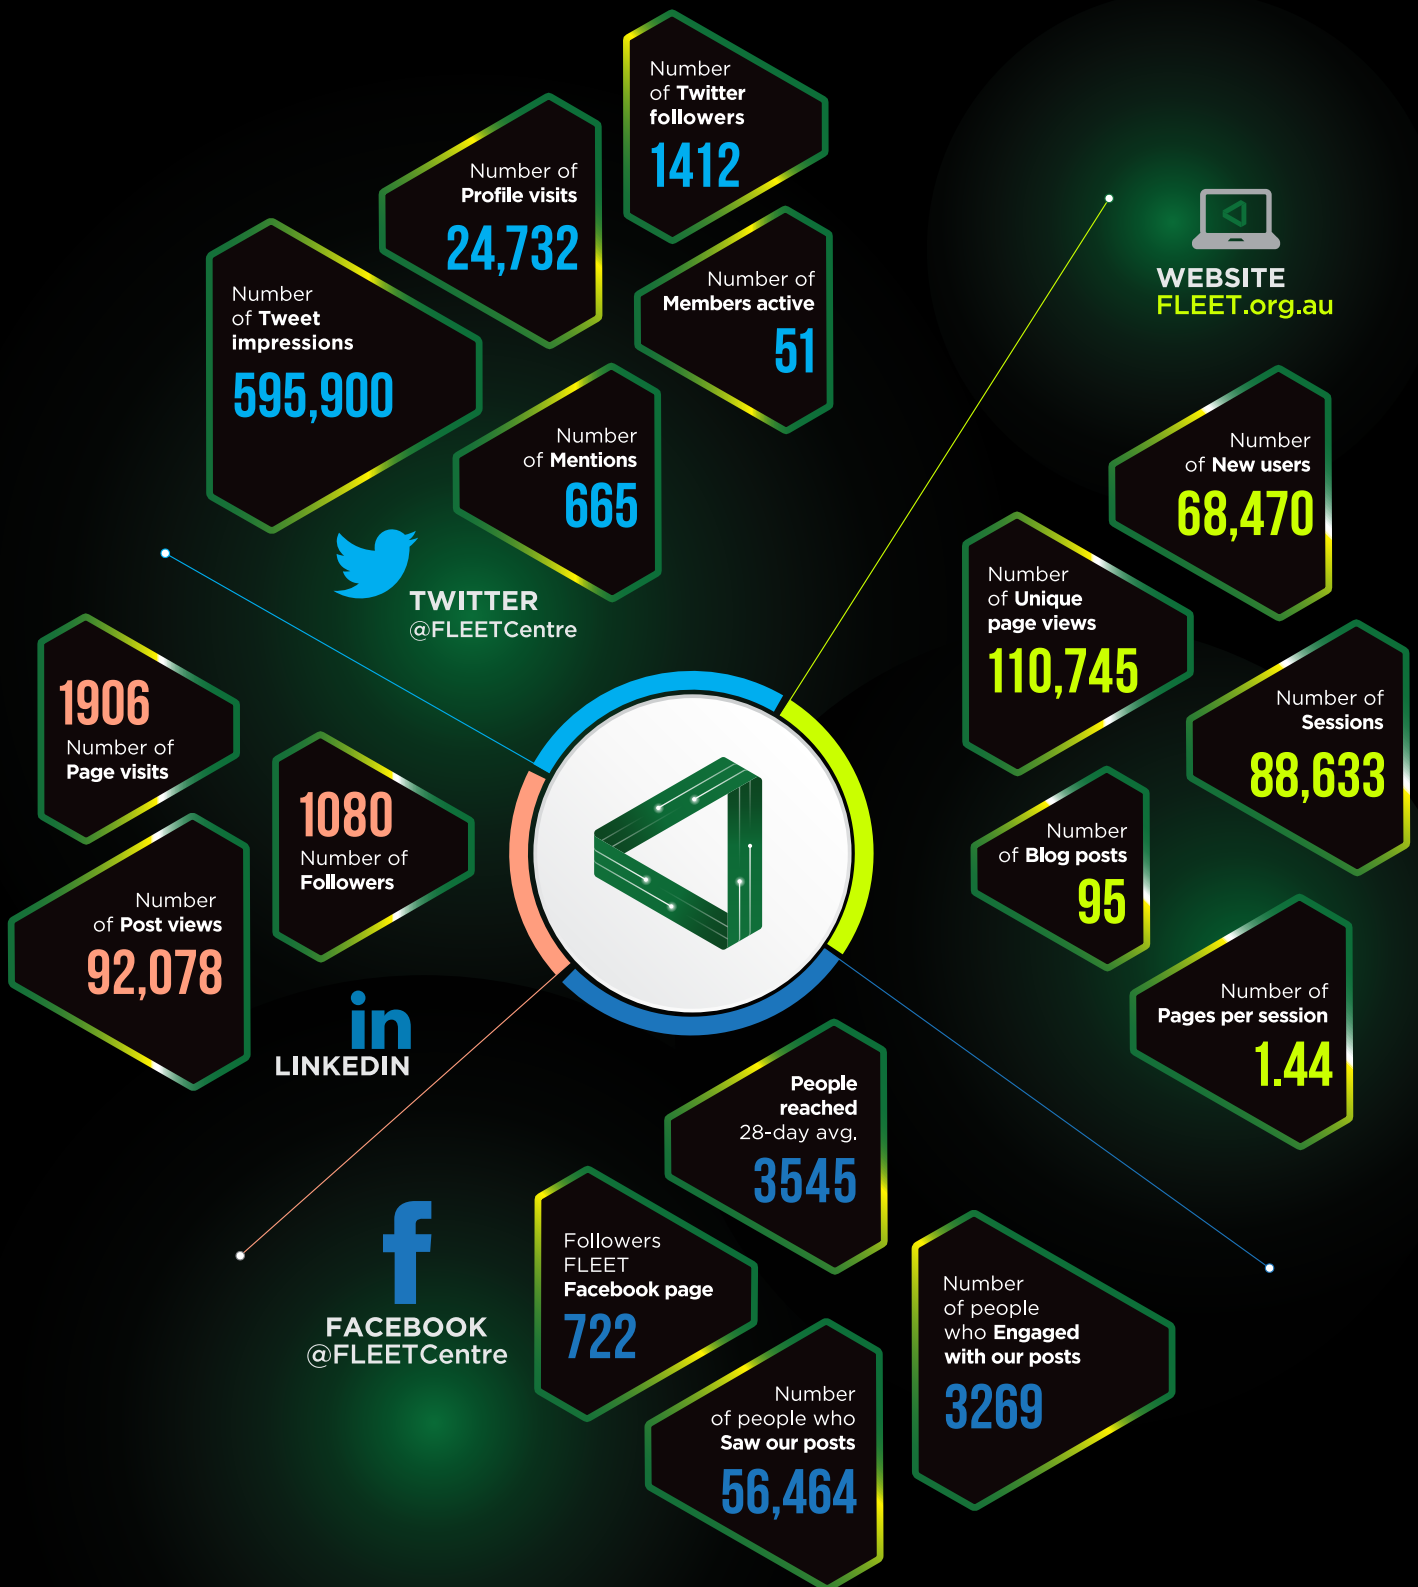 Number
of Twitter
followers
1412
Number of
Profile visits
24,732
Number of
Members active
51
Number
of Tweet
impressions
595,900
Number
of Mentions
665
TWITTER
@FLEETCentre
WEBSITE
FLEET.org.au
Number
of New users
68,470
Number
of Unique
page views
110,745
Number of
Sessions
88,633
Number
of Blog posts
95
Number of
Pages per session
1.44
1906
Number of
Page visits
1080
Number of
Followers
Number
of Post views
92,078
in
LINKEDIN
People
reached
28-day avg.
3545
Followers
FLEET
Facebook page
722
Number
of people
who Engaged
with our posts
3269
Number
of people who
Saw our posts
56,464
f
FACEBOOK
@FLEETCentre